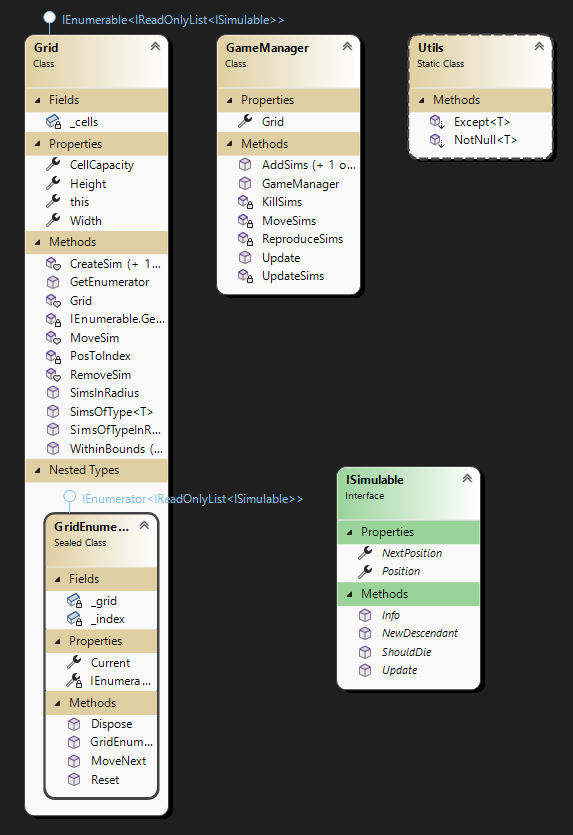 IEnumerable<IReadOnlyList<ISimulable>>
Grid
Class
Fields
_cells
Properties
CellCapacity
Height
this
Width
Methods
CreateSim (+ 1...
GetEnumerator
Grid
IEnumerable.Ge...
MoveSim
PosToIndex
RemoveSim
SimsInRadius
SimsOfType<T>
SimsOfTypeInR...
WithinBounds (...
Nested Types
IEnumerator<IReadOnlyList<ISimulable>>
GridEnume...
Sealed Class
Fields
_grid
_index
Properties
Current
IEnumera...
Methods
Dispose
GridEnum...
MoveNext
Reset
GameManager
Class
Properties
Grid
Methods
AddSims (+ 1 o...
GameManager
KillSims
MoveSims
ReproduceSims
Update
UpdateSims
Utils
Static Class
Methods
Except<T>
NotNull<T>
ISimulable
Interface
Properties
NextPosition
Position
Methods
Info
NewDescendant
ShouldDie
Update